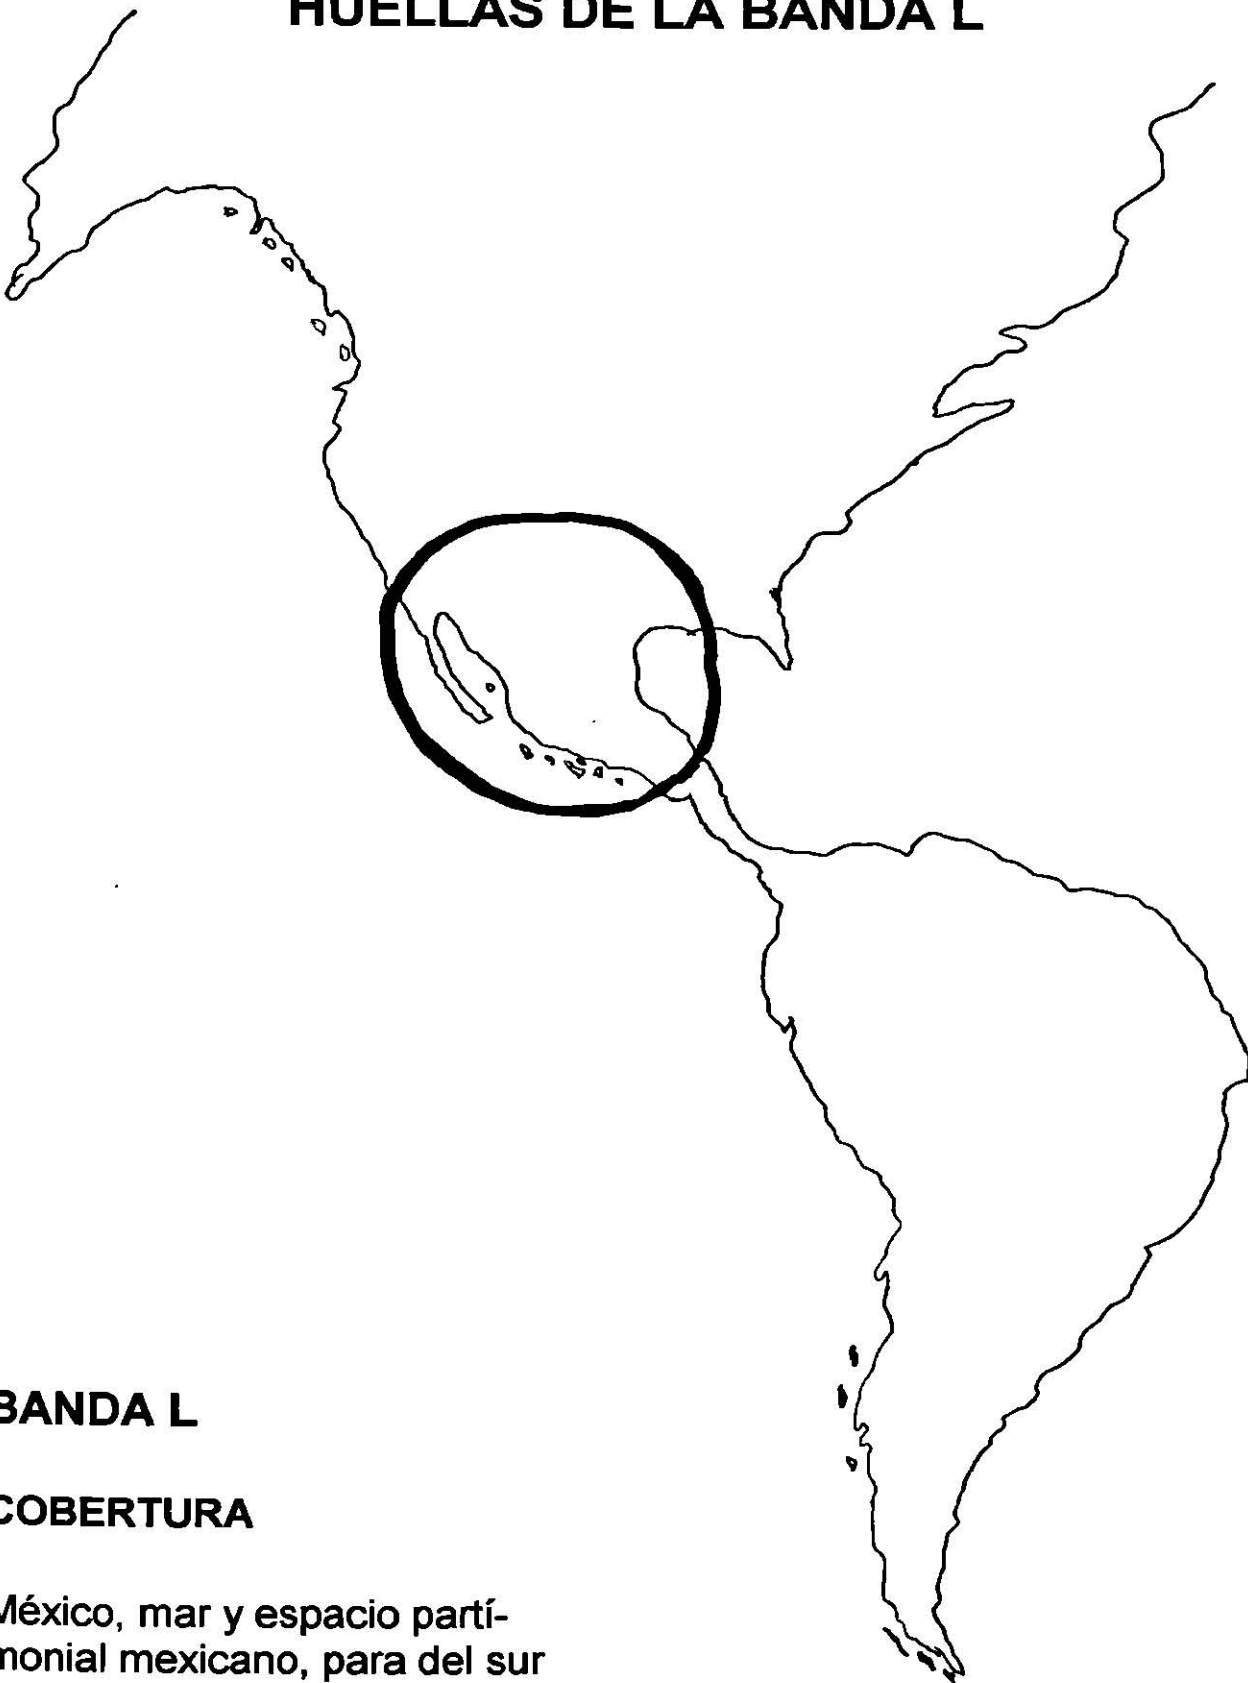 HUELLAS DE LA BANDA L
BANDA L
COBERTURA
México, mar y espacio partí-
monial mexicano, para del sur